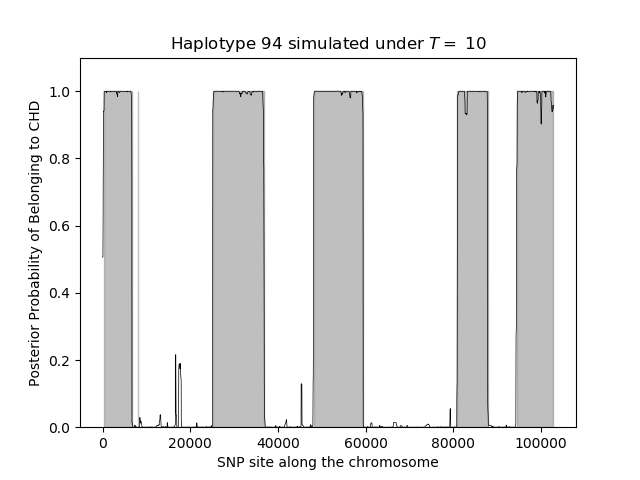 Haplotype 94 simulated under T = 10
1.0
0.8
0.6
0.4
0.2
0.0
Posterior Probability of Belonging to CHD
0 20000 40000 60000 80000 100000
SNP site along the chromosome